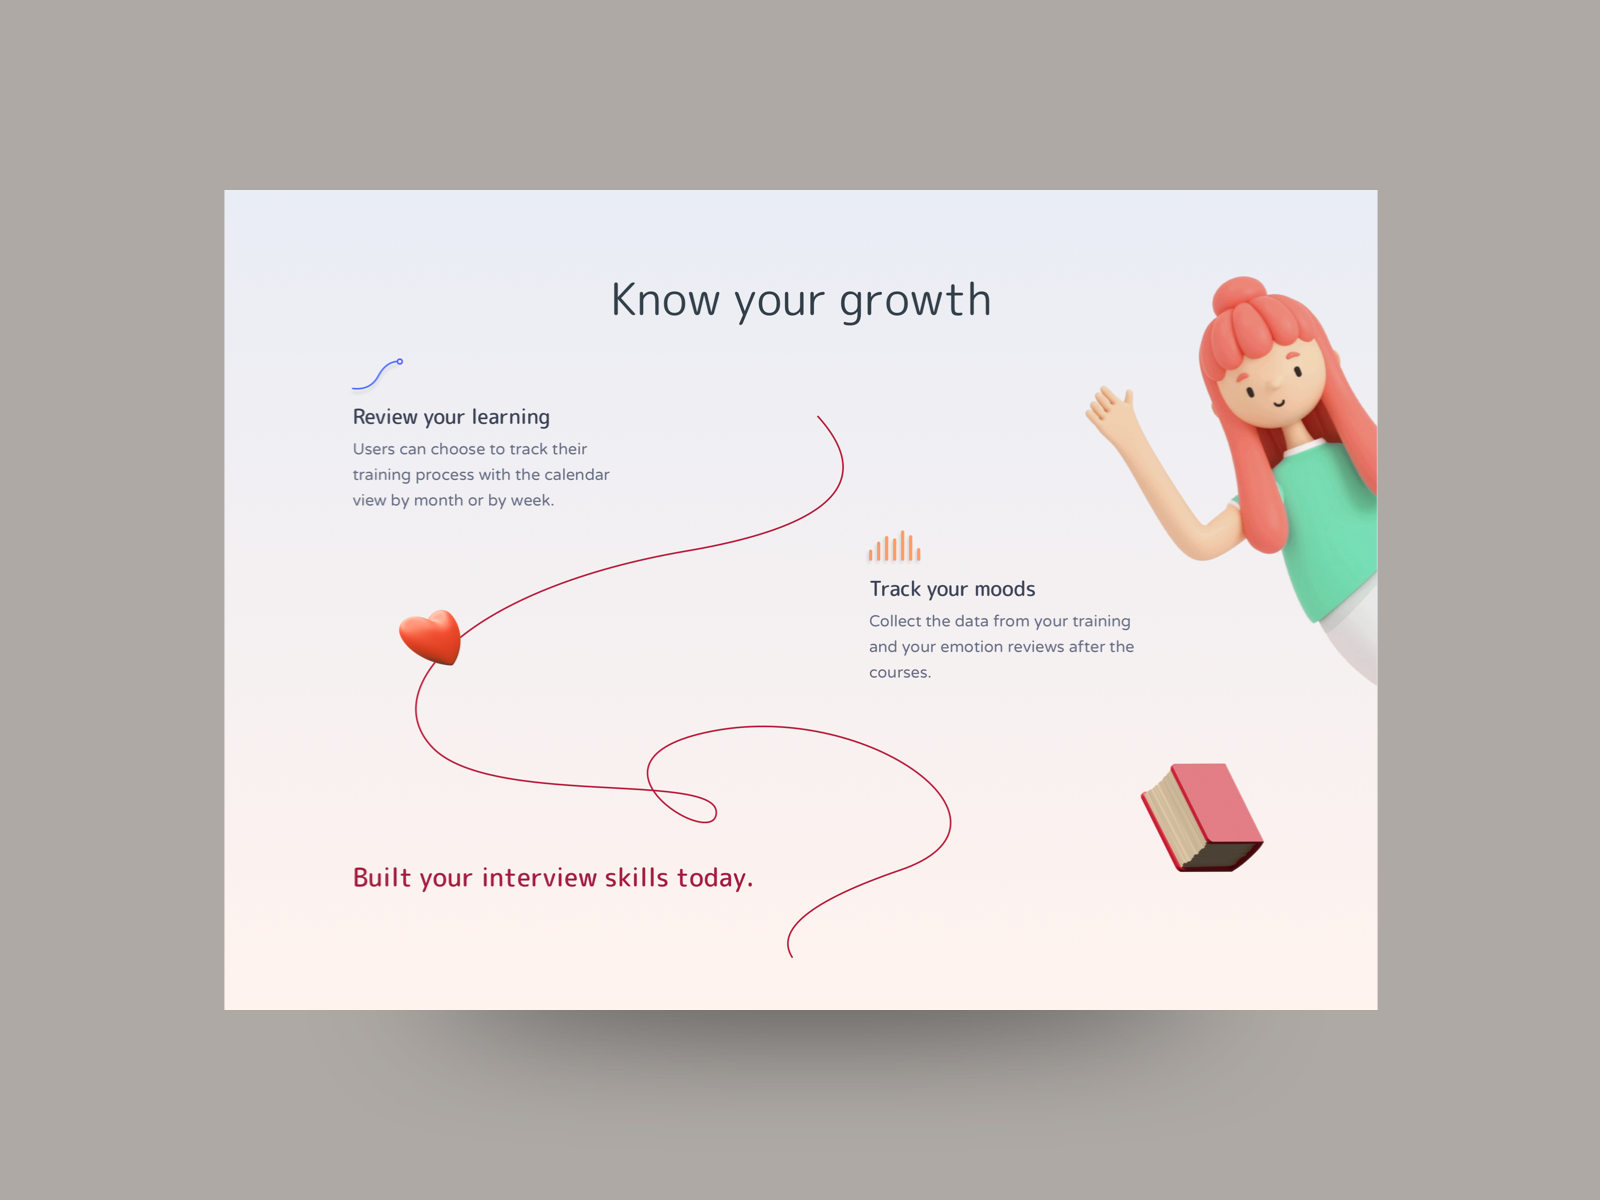 Know your growth
Review your learning
Users can choose to track their
training process with the calendar
view by month or by week.
Track your moods
Collect the data from your training
and your emotion reviews after the
courses.
Built your interview skills today.